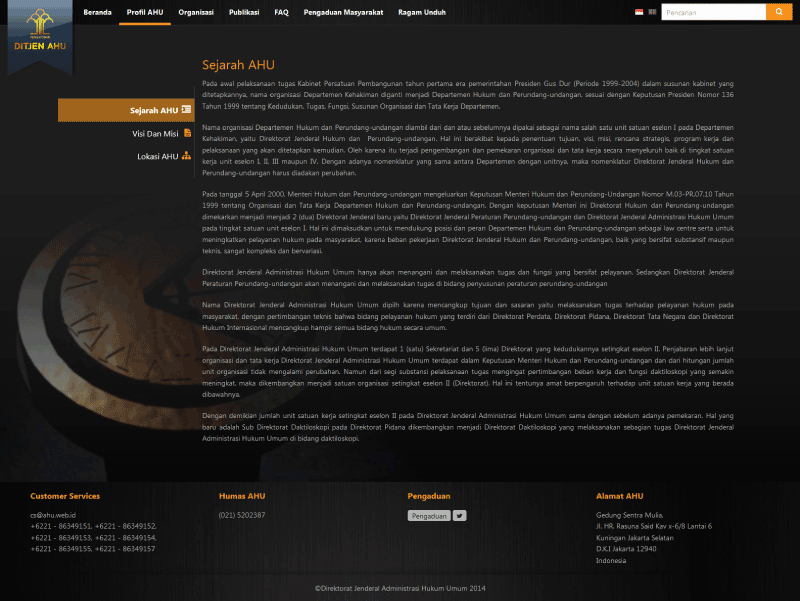 DITJEN AHU
Beranda Profil AHU Organisasi Publikasi FAQ Pengaduan Masyarakat Ragam Unduh
Pencarian
Sejarah AHU
Visi Dan Misi
Lokasi AHU
Sejarah AHU
Pada awal pelaksanaan tugas Kabinet Persatuan Pembangunan tahun pertama era pemerintahan Presiden Gus Dur (Periode 1999-2004) dalam susunan kabinet yang
ditetapkannya, nama organisasi Departemen Kehakiman diganti menjadi Departemen Hukum dan Perundang-undangan, sesuai dengan Keputusan Presiden Nomor 136
Tahun 1999 tentang Kedudukan, Tugas, Fungsi, Susunan Organisasi dan Tata Kerja Departemen.
Nama organisasi Departemen Hukum dan Perundang-undangan diambil dari dan atau sebelumnya dipakai sebagai nama salah satu unit satuan eselon I pada Departemen
Kehakiman, yaitu Direktorat Jenderal Hukum dan Perundang-undangan. Hal ini berakibat kepada penentuan tujuan, visi, misi, rencana strategis, program kerja dan
pelaksanaan yang akan ditetapkan kemudian. Oleh karena itu terjadi pengembangan dan pemekaran organisasi dan tata kerja secara menyeluruh baik di tingkat satuan
kerja unit eselon I, II, III maupun IV. Dengan adanya nomenklatur yang sama antara Departemen dengan unitnya, maka nomenklatur Direktorat Jenderal Hukum dan
Perundang-undangan harus diadakan perubahan.
Pada tanggal 5 April 2000, Menteri Hukum dan Perundang-undangan mengeluarkan Keputusan Menteri Hukum dan Perundang-Undangan Nomor M.03-PR.07.10 Tahun
1999 tentang Organisasi dan Tata Kerja Departemen Hukum dan Perundang-undangan. Dengan keputusan Menteri ini Direktorat Hukum dan Perundang-undangan
dimekarkan menjadi menjadi 2 (dua) Direktorat Jenderal baru yaitu Direktorat Jenderal Peraturan Perundang-undangan dan Direktorat Jenderal Administrasi Hukum Umum
pada tingkat satuan unit eselon I. Hal ini dimaksudkan untuk mendukung posisi dan peran Departemen Hukum dan Perundang-undangan sebagai law centre serta untuk
meningkatkan pelayanan hukum pada masyarakat, karena beban pekerjaan Direktorat Jenderal Hukum dan Perundang-undangan, baik yang bersifat substansif maupun
teknis, sangat kompleks dan bervariasi.
Direktorat Jenderal Administrasi Hukum Umum hanya akan menangani dan melaksanakan tugas dan fungsi yang bersifat pelayanan. Sedangkan Direktorat Jenderal
Peraturan Perundang-undangan akan menangani dan melaksanakan tugas di bidang penyusunan peraturan perundang-undangan
Nama Direktorat Jenderal Administrasi Hukum Umum dipilh karena mencangkup tujuan dan sasaran yaitu melaksanakan tugas terhadap pelayanan hukum pada
masyarakat, dengan pertimbangan teknis bahwa bidang pelayanan hukum yang terdiri dari Direktorat Perdata, Direktorat Pidana, Direktorat Tata Negara dan Direktorat
Hukum Internasional mencangkup hampir semua bidang hukum secara umum.
Pada Direktorat Jenderal Administrasi Hukum Umum terdapat 1 (satu) Sekretariat dan 5 (lima) Direktorat yang kedudukannya setingkat eselon II. Penjabaran lebih lanjut
organisasi dan tata kerja Direktorat Jenderal Administrasi Hukum Umum terdapat dalam Keputusan Menteri Hukum dan Perundang-undangan dan dari hitungan jumlah
unit organisasi tidak mengalami perubahan. Namun dari segi substansi pelaksanaan tugas mengingat pertimbangan beban kerja dan fungsi daktiloskopi yang semakin
meningkat, maka dikembangkan menjadi satuan organisasi setingkat eselon II (Direktorat). Hal ini tentunya amat berpengaruh terhadap unit satuan kerja yang berada
dibawahnya.
Dengan demikian jumlah unit satuan kerja setingkat eselon II pada Direktorat Jenderal Administrasi Hukum Umum sama dengan sebelum adanya pemekaran. Hal yang
baru adalah Sub Direktorat Daktiloskopi pada Direktorat Pidana dikembangkan menjadi Direktorat Daktiloskopi yang melaksanakan sebagian tugas Direktorat Jenderal
Administrasi Hukum Umum di bidang daktiloskopi.
Customer Services
cs@ahu.web.id
+6221 - 86349151, +6221 - 86349152,
+6221 - 86349153, +6221 - 86349154,
+6221 - 86349155, +6221 - 86349157
Humas AHU
(021) 5202387
Pengaduan
Pengaduan
Alamat AHU
Gedung Sentra Mulia,
Jl. HR. Rasuna Said Kav x-6/8 Lantai 6
Kuningan Jakarta Selatan
D.K.I Jakarta 12940
Indonesia
©Direktorat Jenderal Administrasi Hukum Umum 2014